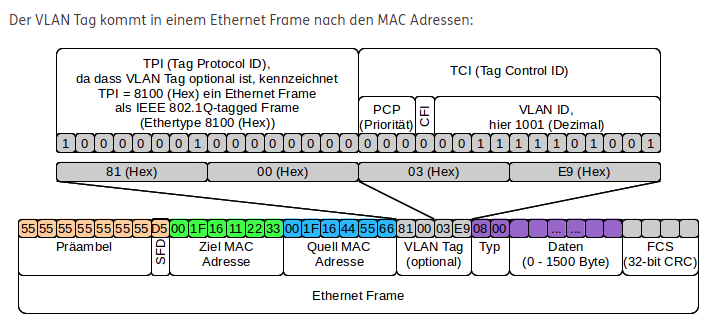 Der VLAN Tag kommt in einem Ethernet Frame nach den MAC Adressen:
TPI (Tag Protocol ID),
da dass VLAN Tag optional ist, kennzeichnet
TPI = 8100 (Hex) ein Ethernet Frame
als IEEE 802.1Q-tagged Frame
(Ethertype 8100 (Hex))
TCI (Tag Control ID)
PCP
(Priorität)
CFI
VLAN ID,
hier 1001 (Dezimal)
1 0 0 0 0 0 0 1 0 0 0 0 0 0 0 0 0 0 0 0 0 0 1 1 1 1 1 0 1 0 0 1
81 (Hex) 00 (Hex) 03 (Hex) E9 (Hex)
55 55 55 55 55 55 55 D5 00 1F 16 11 22 33 00 1F 16 44 55 66 81 00 03 E9 08 00 ... ...
Präambel
SFD
Ziel MAC
Adresse
Quell MAC
Adresse
VLAN Tag
(optional)
Typ
Daten
(0 - 1500 Byte)
FCS
(32-bit CRC)
Ethernet Frame